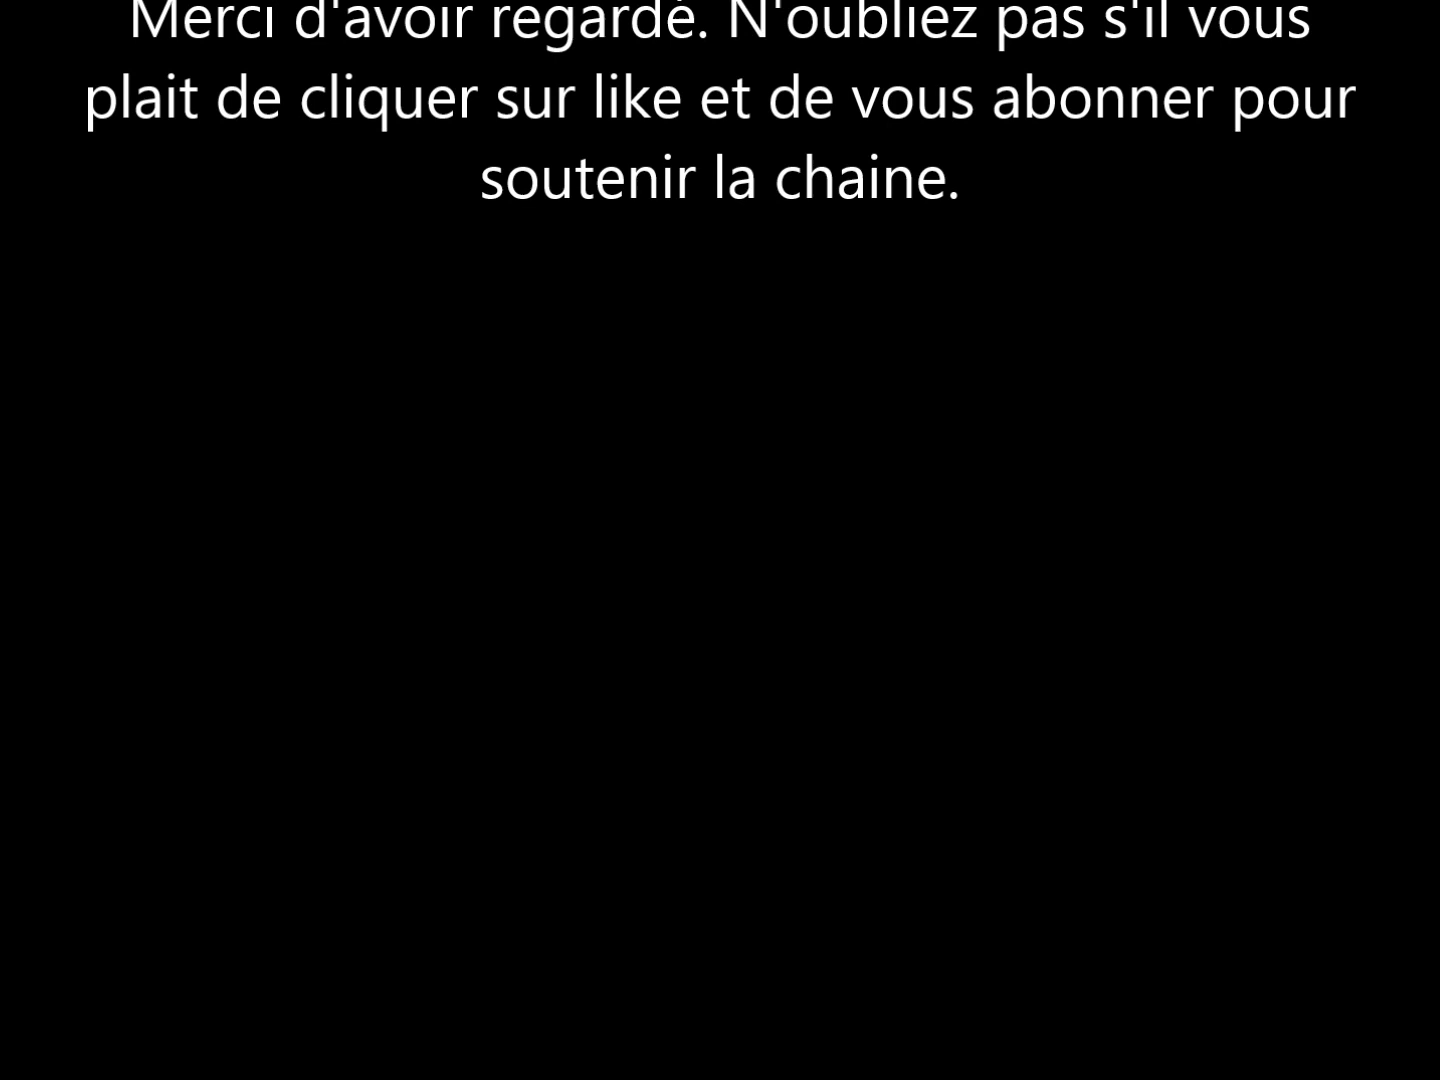 Merci d'avoir regardé. N'oubliez pas s'il vous
plait de cliquer sur like et de vous abonner pour
soutenir la chaine.